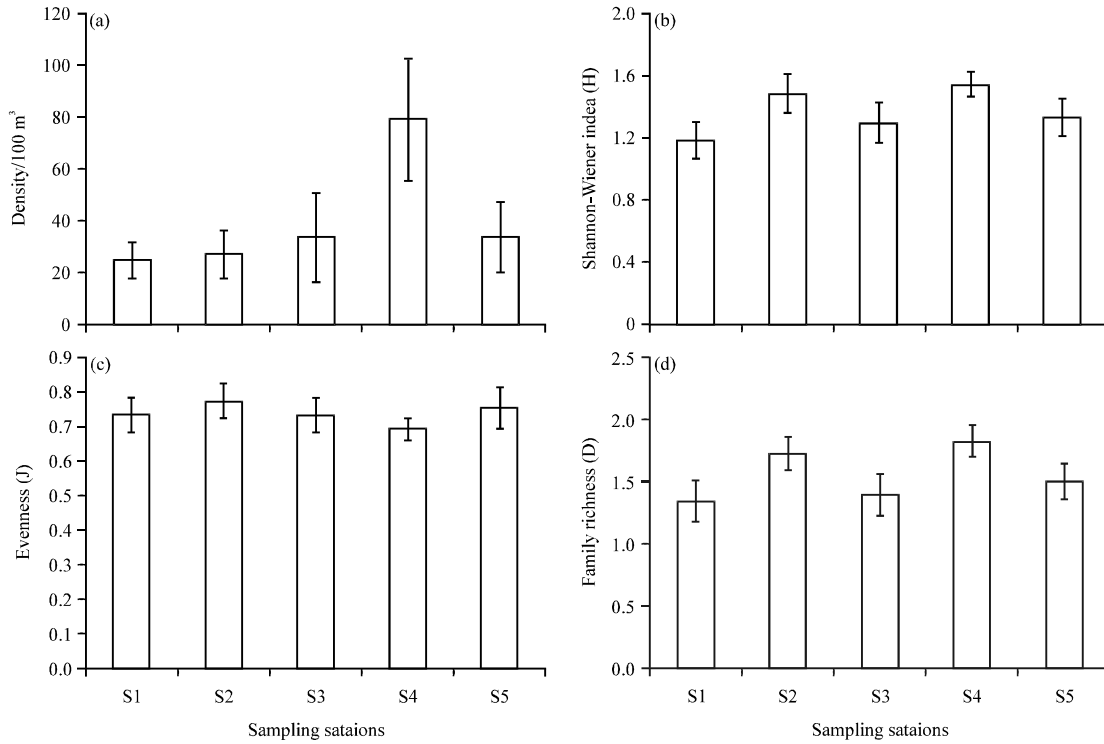 (a)
Density/100 m³
120
100
80
60
40
20
0
(b)
Shannon-Wiener indea (H)
2.0
1.6
1.2
0.8
0.4
0
(c)
Evenness (J)
0.9
0.8
0.7
0.6
0.5
0.4
0.3
0.2
0.1
0.0
S1 S2 S3 S4 S5
Sampling sataions
(d)
Family richness (D)
2.5
2.0
1.5
1.0
0.5
0.0
S1 S2 S3 S4 S5
Sampling sataions